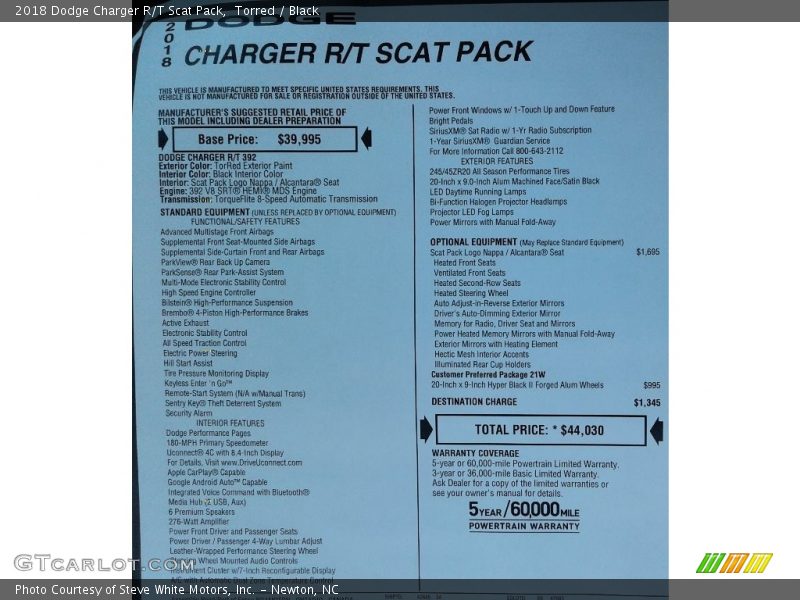 2018 Dodge Charger R/T Scat Pack, Torred / Black
DODGE
2018
CHARGER R/T SCAT PACK
THIS VEHICLE IS MANUFACTURED TO MEET SPECIFIC UNITED STATES REQUIREMENTS. THIS
VEHICLE IS NOT MANUFACTURED FOR SALE OR REGISTRATION OUTSIDE OF THE UNITED STATES.
MANUFACTURER'S SUGGESTED RETAIL PRICE OF
THIS MODEL INCLUDING DEALER PREPARATION
Base Price: $39,995
DODGE CHARGER R/T 392
Exterior Color: TorRed Exterior Paint
Interior Color: Black Interior Color
Interior: Scat Pack Logo Nappa / Alcantara® Seat
Engine: 392 V8 SRT® HEMI® MDS Engine
Transmission: TorqueFlite 8-Speed Automatic Transmission
STANDARD EQUIPMENT (UNLESS REPLACED BY OPTIONAL EQUIPMENT)
FUNCTIONAL/SAFETY FEATURES
Advanced Multistage Front Airbags
Supplemental Front Seat-Mounted Side Airbags
Supplemental Side-Curtain Front and Rear Airbags
ParkView® Rear Back Up Camera
ParkSense® Rear Park-Assist System
Multi-Mode Electronic Stability Control
High Speed Engine Controller
Bilstein® High-Performance Suspension
Brembo® 4-Piston High-Performance Brakes
Active Exhaust
Electronic Stability Control
All Speed Traction Control
Electric Power Steering
Hill Start Assist
Tire Pressure Monitoring Display
Keyless Enter 'n Go™
Remote-Start System (N/A w/Manual Trans)
Sentry Key® Theft Deterrent System
Security Alarm
INTERIOR FEATURES
Dodge Performance Pages
180-MPH Primary Speedometer
Uconnect® 4C with 8.4-Inch Display
For Details, Visit www.DriveUconnect.com
Apple CarPlay® Capable
Google Android Auto™ Capable
Integrated Voice Command with Bluetooth®
Media Hub (2 USB, Aux)
6 Premium Speakers
276-Watt Amplifier
Power Front Driver and Passenger Seats
Power Driver / Passenger 4-Way Lumbar Adjust
Leather-Wrapped Performance Steering Wheel
Wheel Mounted Audio Controls
Instrument Cluster w/7-Inch Reconfigurable Display
A/C with Automatic Dual Zone Temperature Control
Power Front Windows w/ 1-Touch Up and Down Feature
Bright Pedals
SiriusXM® Sat Radio w/ 1-Yr Radio Subscription
1-Year SiriusXM® Guardian Service
For More Information Call 800-643-2112
EXTERIOR FEATURES
245/45ZR20 All Season Performance Tires
20-Inch x 9.0-Inch Alum Machined Face/Satin Black
LED Daytime Running Lamps
Bi-Function Halogen Projector Headlamps
Projector LED Fog Lamps
Power Mirrors with Manual Fold-Away
OPTIONAL EQUIPMENT (May Replace Standard Equipment)
Scat Pack Logo Nappa / Alcantara® Seat $1,695
Heated Front Seats
Ventilated Front Seats
Heated Second-Row Seats
Heated Steering Wheel
Auto Adjust-in-Reverse Exterior Mirrors
Driver's Auto-Dimming Exterior Mirror
Memory for Radio, Driver Seat and Mirrors
Power Heated Memory Mirrors with Manual Fold-Away
Exterior Mirrors with Heating Element
Hectic Mesh Interior Accents
Illuminated Rear Cup Holders
Customer Preferred Package 21W
20-Inch x 9-Inch Hyper Black II Forged Alum Wheels $995
DESTINATION CHARGE $1,345
TOTAL PRICE: * $44,030
WARRANTY COVERAGE
5-year or 60,000-mile Powertrain Limited Warranty.
3-year or 36,000-mile Basic Limited Warranty.
Ask Dealer for a copy of the limited warranties or
see your owner's manual for details.
5YEAR/60,000MILE
POWERTRAIN WARRANTY
GTcarlot.com
Photo Courtesy of Steve White Motors, Inc. – Newton, NC